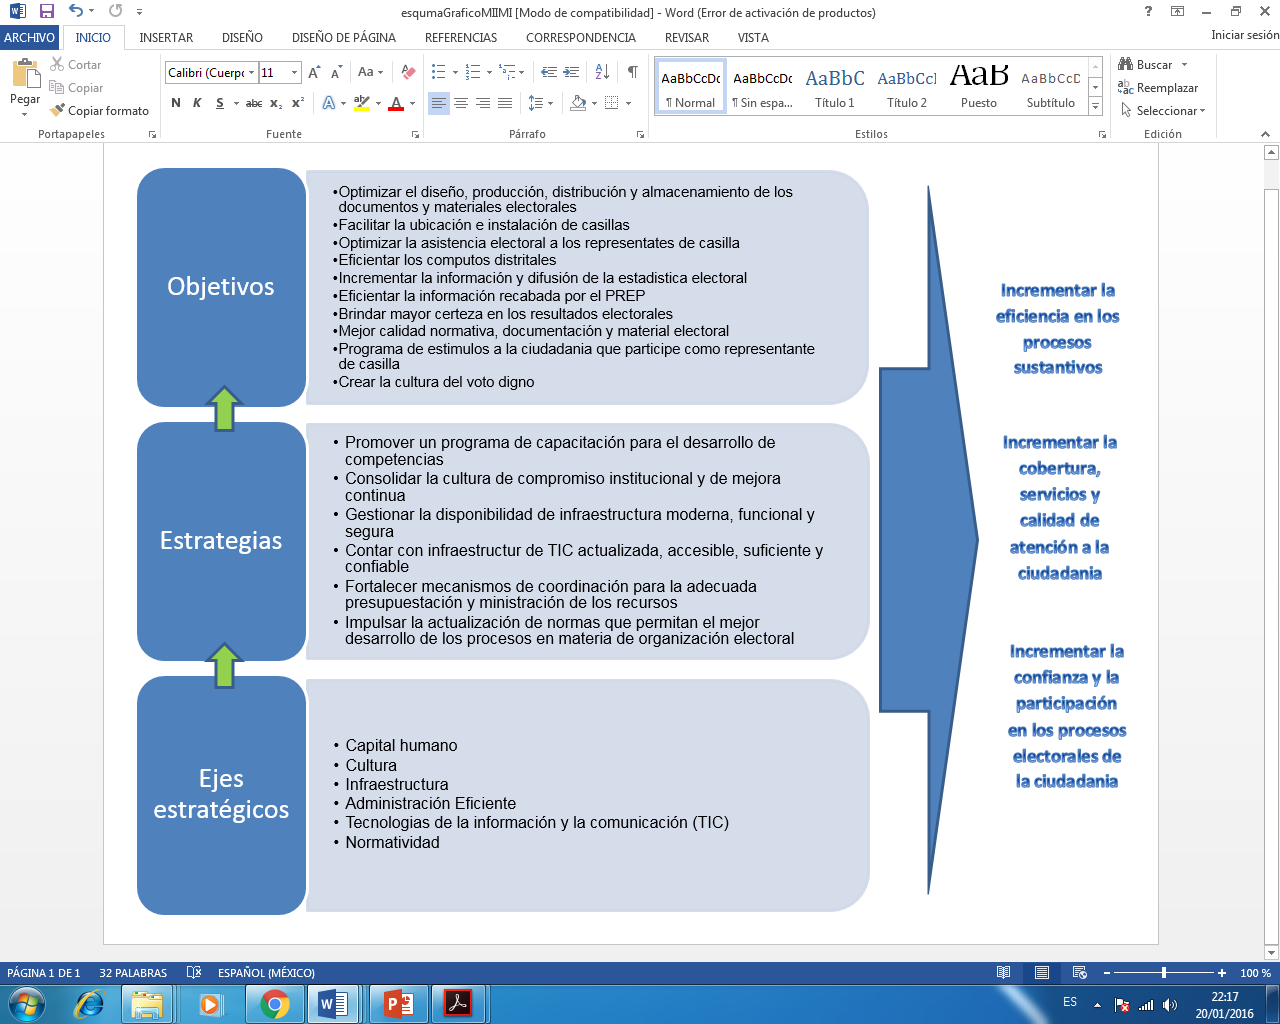 esqumaGraficoMIIMI [Modo de compatibilidad] - Word (Error de activación de productos)
ARCHIVO INICIO INSERTAR DISEÑO DISEÑO DE PÁGINA REFERENCIAS CORRESPONDENCIA REVISAR VISTA Iniciar sesión
Pegar
Cortar
Copiar
Copiar formato
Portapapeles
Calibri (Cuerpo 11
N K S abc x₂ x²
Fuente
Párrafo
AaBbCcDc AaBbCcDc AaBbC AaBbCcI AaB AaBbCcD
¶ Normal ¶ Sin espa... Título 1 Título 2 Puesto Subtítulo
Estilos
Buscar
Reemplazar
Seleccionar
Edición
Objetivos
•Optimizar el diseño, producción, distribución y almacenamiento de los
documentos y materiales electorales
•Facilitar la ubicación e instalación de casillas
•Optimizar la asistencia electoral a los representates de casilla
•Eficientar los computos distritales
•Incrementar la información y difusión de la estadistica electoral
•Eficientar la información recabada por el PREP
•Brindar mayor certeza en los resultados electorales
•Mejor calidad normativa, documentación y material electoral
•Programa de estimulos a la ciudadania que participe como representante
de casilla
•Crear la cultura del voto digno
Estrategias
• Promover un programa de capacitación para el desarrollo de
competencias
• Consolidar la cultura de compromiso institucional y de mejora
continua
• Gestionar la disponibilidad de infraestructura moderna, funcional y
segura
• Contar con infraestructur de TIC actualizada, accesible, suficiente y
confiable
• Fortalecer mecanismos de coordinación para la adecuada
presupuestación y ministración de los recursos
• Impulsar la actualización de normas que permitan el mejor
desarrollo de los procesos en materia de organización electoral
Ejes
estratégicos
• Capital humano
• Cultura
• Infraestructura
• Administración Eficiente
• Tecnologias de la información y la comunicación (TIC)
• Normatividad
Incrementar la
eficiencia en los
procesos
sustantivos
Incrementar la
cobertura,
servicios y
calidad de
atención a la
ciudadania
Incrementar la
confianza y la
participación
en los procesos
electorales de
la ciudadania
PÁGINA 1 DE 1 32 PALABRAS ESPAÑOL (MÉXICO) 100 %
ES
22:17
20/01/2016